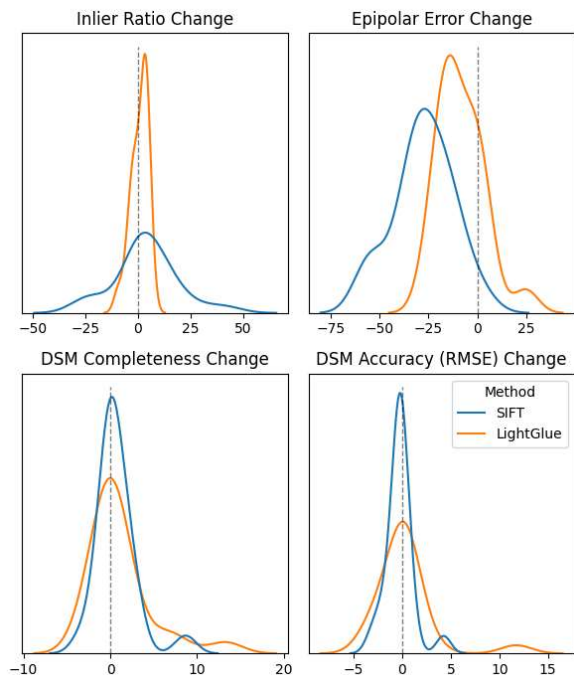 Inlier Ratio Change
Epipolar Error Change
−50 −25 0 25 50
−75 −50 −25 0 25
DSM Completeness Change
DSM Accuracy (RMSE) Change
Method
SIFT
LightGlue
−10 0 10 20
−5 0 5 10 15